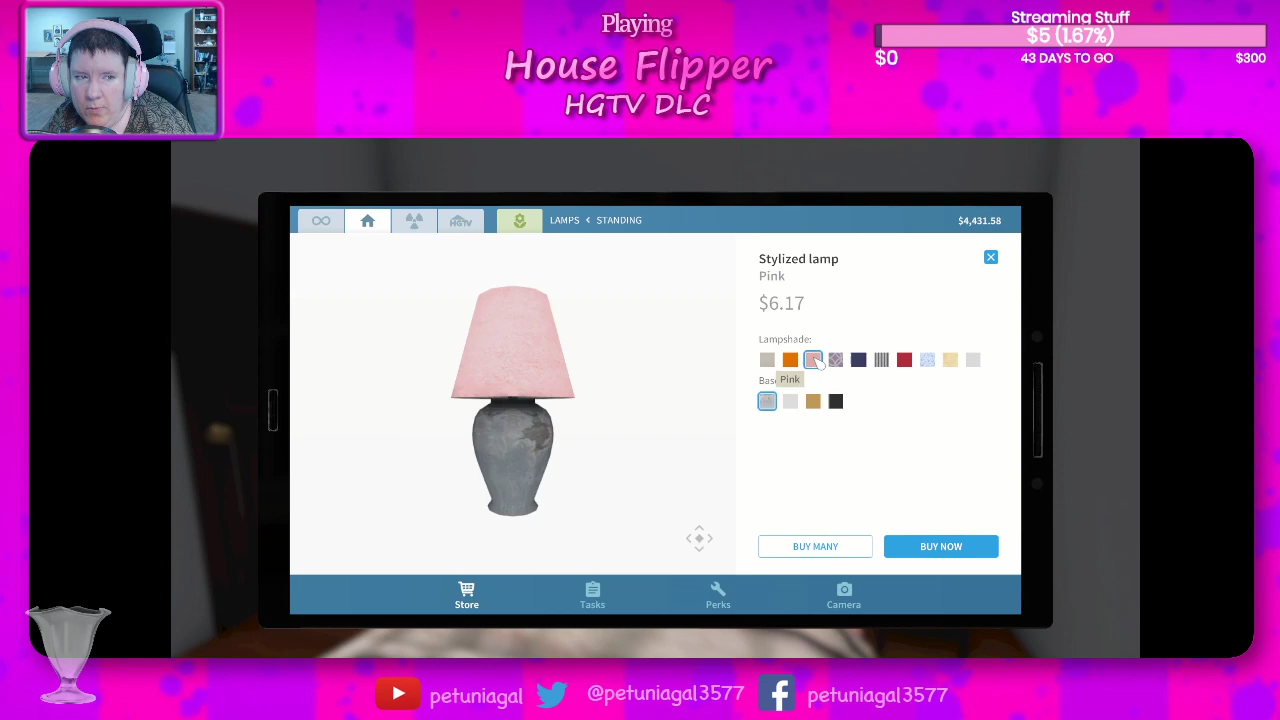 Playing
House Flipper
HGTV DLC
Streaming Stuff
$5 (1.67%)
$0
43 DAYS TO GO
$300
HGTV
LAMPS < STANDING
$4,431.58
Stylized lamp
Pink
$6.17
Lampshade:
Pink
BUY MANY
BUY NOW
Store
Tasks
Perks
Camera
petuniagal
@petuniagal3577
petuniagal3577